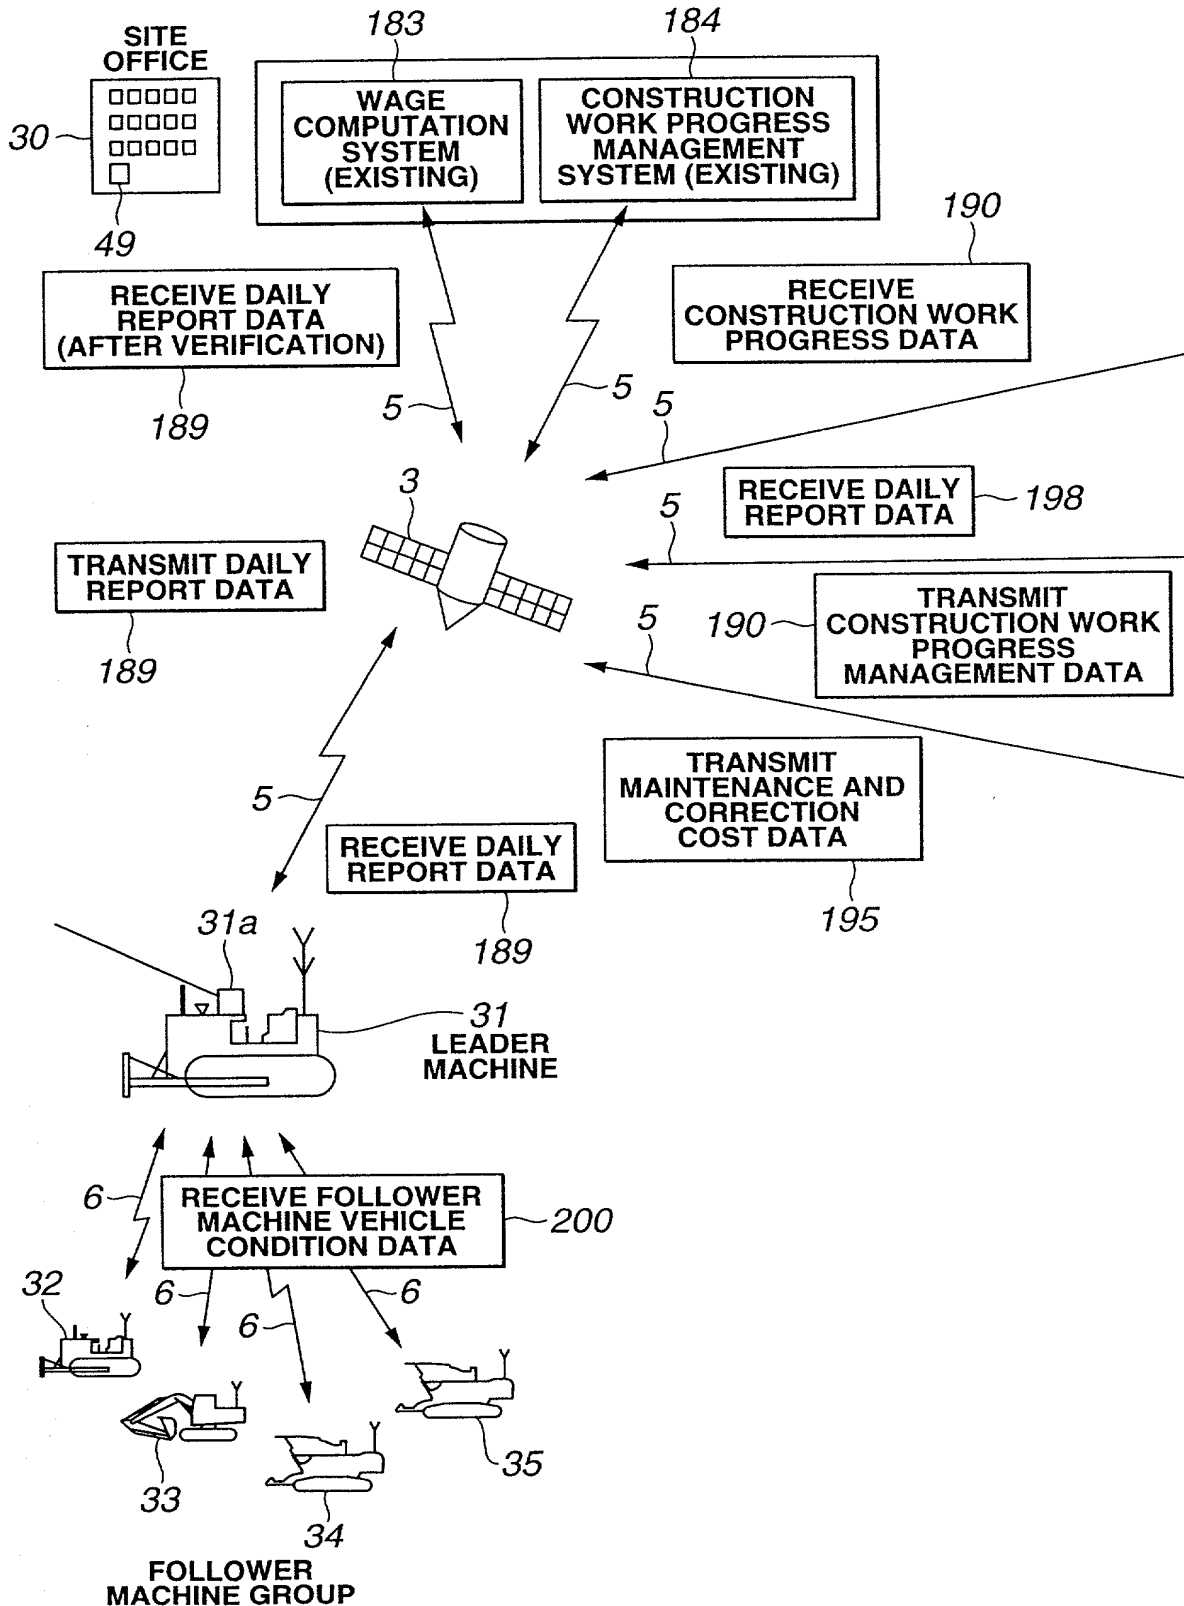 183
184
SITE
OFFICE
30
49
WAGE
COMPUTATION
SYSTEM
(EXISTING)
CONSTRUCTION
WORK PROGRESS
MANAGEMENT
SYSTEM (EXISTING)
190
RECEIVE DAILY
REPORT DATA
(AFTER VERIFICATION)
189
RECEIVE
CONSTRUCTION WORK
PROGRESS DATA
5
5
5
3
RECEIVE DAILY
REPORT DATA
198
5
TRANSMIT DAILY
REPORT DATA
189
5
190
TRANSMIT
CONSTRUCTION WORK
PROGRESS
MANAGEMENT DATA
5
TRANSMIT
MAINTENANCE AND
CORRECTION
COST DATA
195
RECEIVE DAILY
REPORT DATA
189
31a
31
LEADER
MACHINE
6
RECEIVE FOLLOWER
MACHINE VEHICLE
CONDITION DATA
200
32
6
6
6
33
34
35
FOLLOWER
MACHINE GROUP